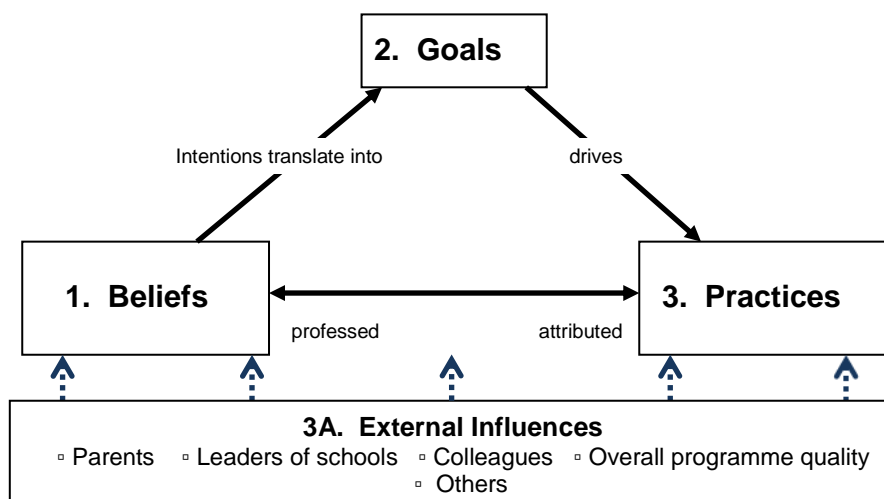 2. Goals
Intentions translate into
drives
1. Beliefs
3. Practices
professed
attributed
3A. External Influences
▫ Parents ▫ Leaders of schools ▫ Colleagues ▫ Overall programme quality
▫ Others